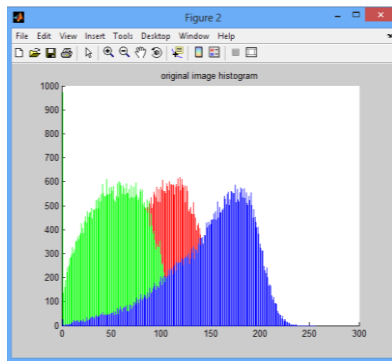 Figure 2
File Edit View Insert Tools Desktop Window Help
original image histogram
1000
900
800
700
600
500
400
300
200
100
0
0 50 100 150 200 250 300